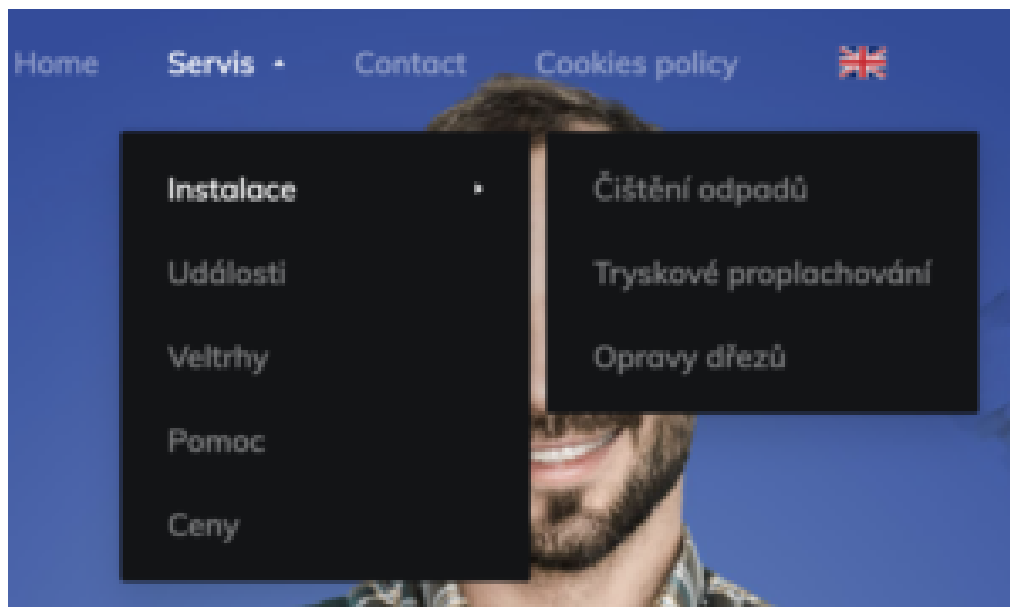 Home Servis Contact Cookies policy
Instalace
Události
Veltrhy
Pomoc
Ceny
Čištění odpadů
Tryskové proplachování
Opravy dřezů